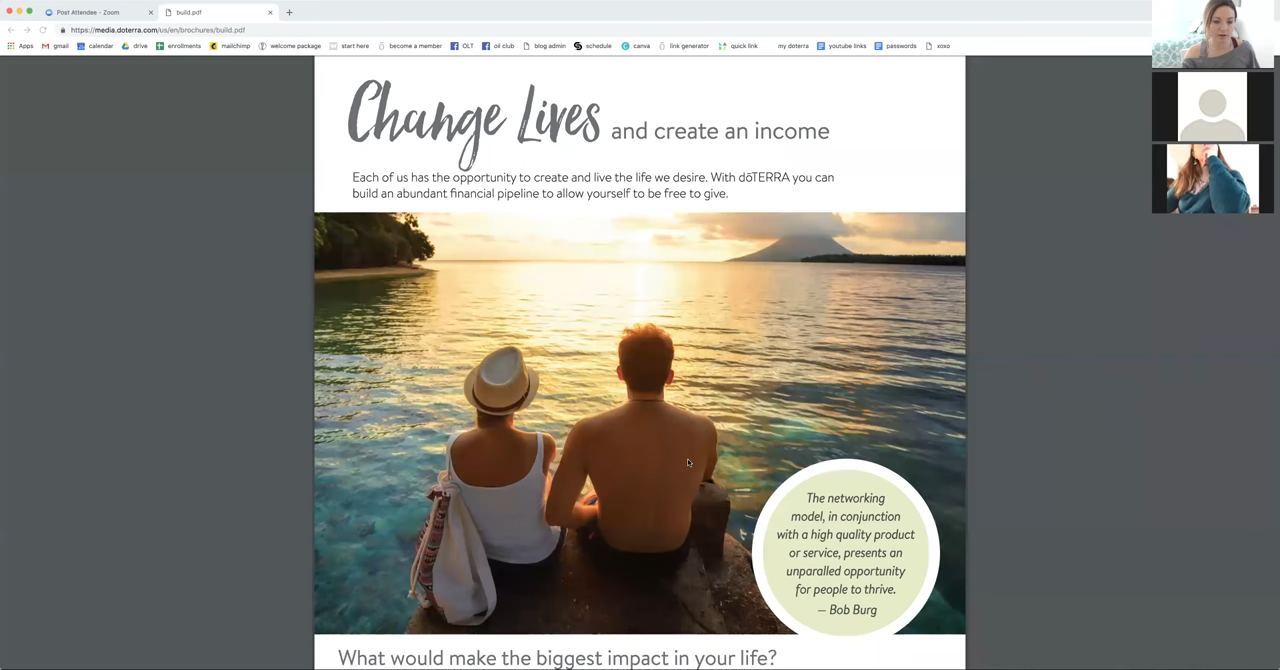 Post Attendee - Zoom
build.pdf
https://media.doterra.com/us/en/brochures/build.pdf
Apps gmail calendar drive enrollments mailchimp welcome package start here become a member OLT oil club blog admin schedule canva link generator quick link my doterra youtube links passwords xoxo
Change Lives and create an income
Each of us has the opportunity to create and live the life we desire. With dōTERRA you can
build an abundant financial pipeline to allow yourself to be free to give.
The networking
model, in conjunction
with a high quality product
or service, presents an
unparalled opportunity
for people to thrive.
— Bob Burg
What would make the biggest impact in your life?